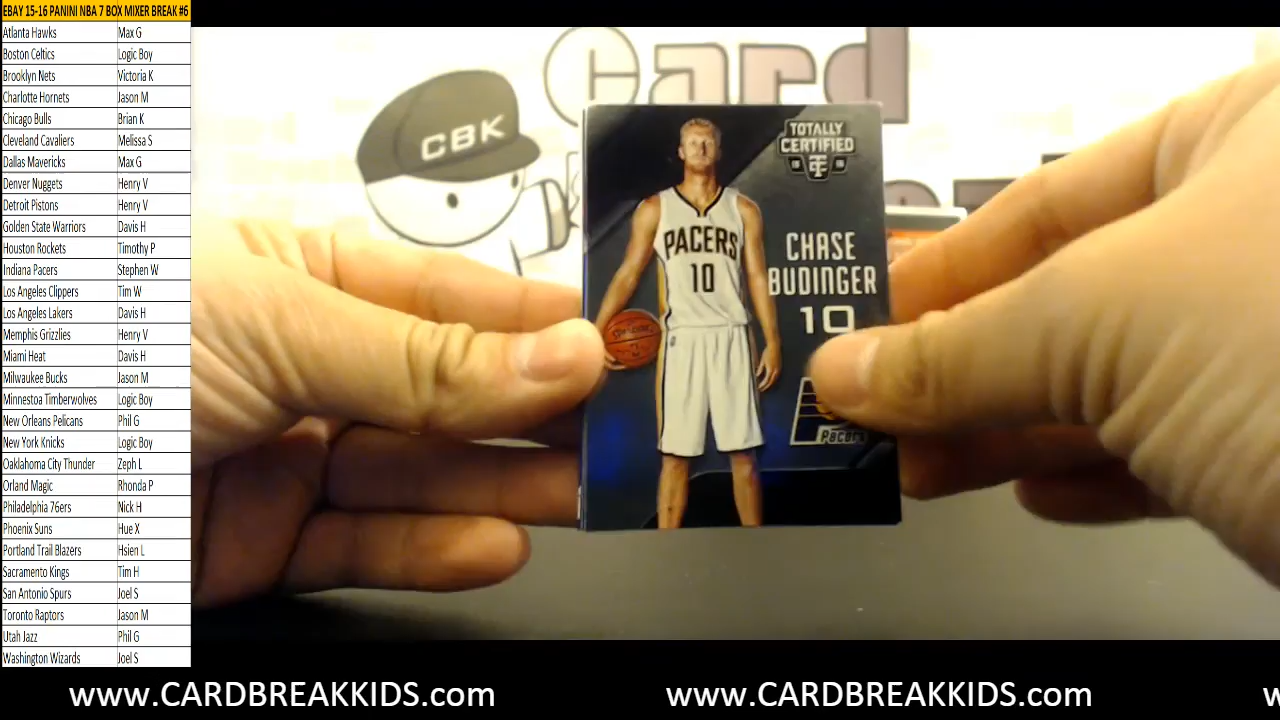 EBAY 15-16 PANINI NBA 7 BOX MIXER BREAK #6
Atlanta Hawks Max G
Boston Celtics Logic Boy
Brooklyn Nets Victoria K
Charlotte Hornets Jason M
Chicago Bulls Brian K
Cleveland Cavaliers Melissa S
Dallas Mavericks Max G
Denver Nuggets Henry V
Detroit Pistons Henry V
Golden State Warriors Davis H
Houston Rockets Timothy P
Indiana Pacers Stephen W
Los Angeles Clippers Tim W
Los Angeles Lakers Davis H
Memphis Grizzlies Henry V
Miami Heat Davis H
Milwaukee Bucks Jason M
Minnestoa Timberwolves Logic Boy
New Orleans Pelicans Phil G
New York Knicks Logic Boy
Oaklahoma City Thunder Zeph L
Orland Magic Rhonda P
Philadelphia 76ers Nick H
Phoenix Suns Hue X
Portland Trail Blazers Hsien L
Sacramento Kings Tim H
San Antonio Spurs Joel S
Toronto Raptors Jason M
Utah Jazz Phil G
Washington Wizards Joel S
Card
CBK
TOTALLY
CERTIFIED
PACERS
10
CHASE
BUDINGER
10
SPALDING
Pacers
www.CARDBREAKKIDS.com www.CARDBREAKKIDS.com w